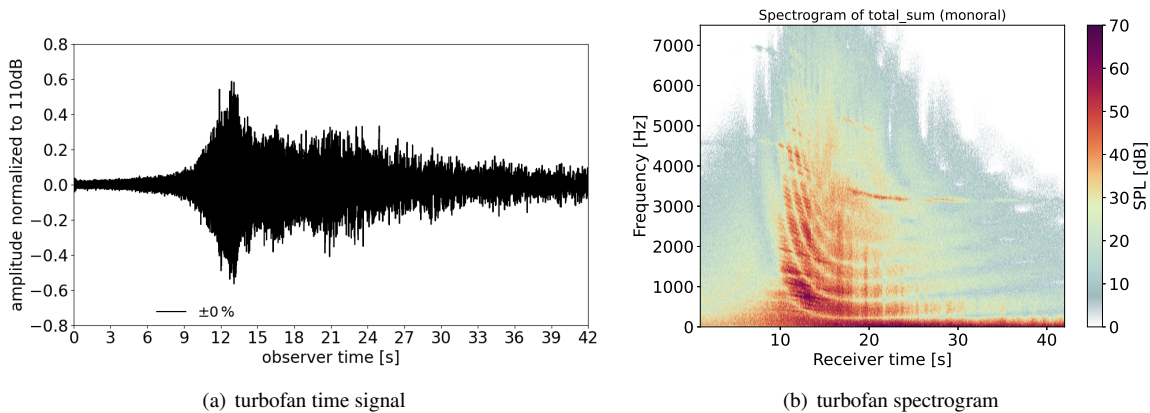 0.8
0.6
0.4
0.2
0.0
−0.2
−0.4
−0.6
−0.8
amplitude normalized to 110dB
±0 %
0 3 6 9 12 15 18 21 24 27 30 33 36 39 42
observer time [s]
(a) turbofan time signal
Spectrogram of total_sum (monoral)
7000
6000
5000
4000
3000
2000
1000
0
Frequency [Hz]
10 20 30 40
Receiver time [s]
70
60
50
40
30
20
10
0
SPL [dB]
(b) turbofan spectrogram